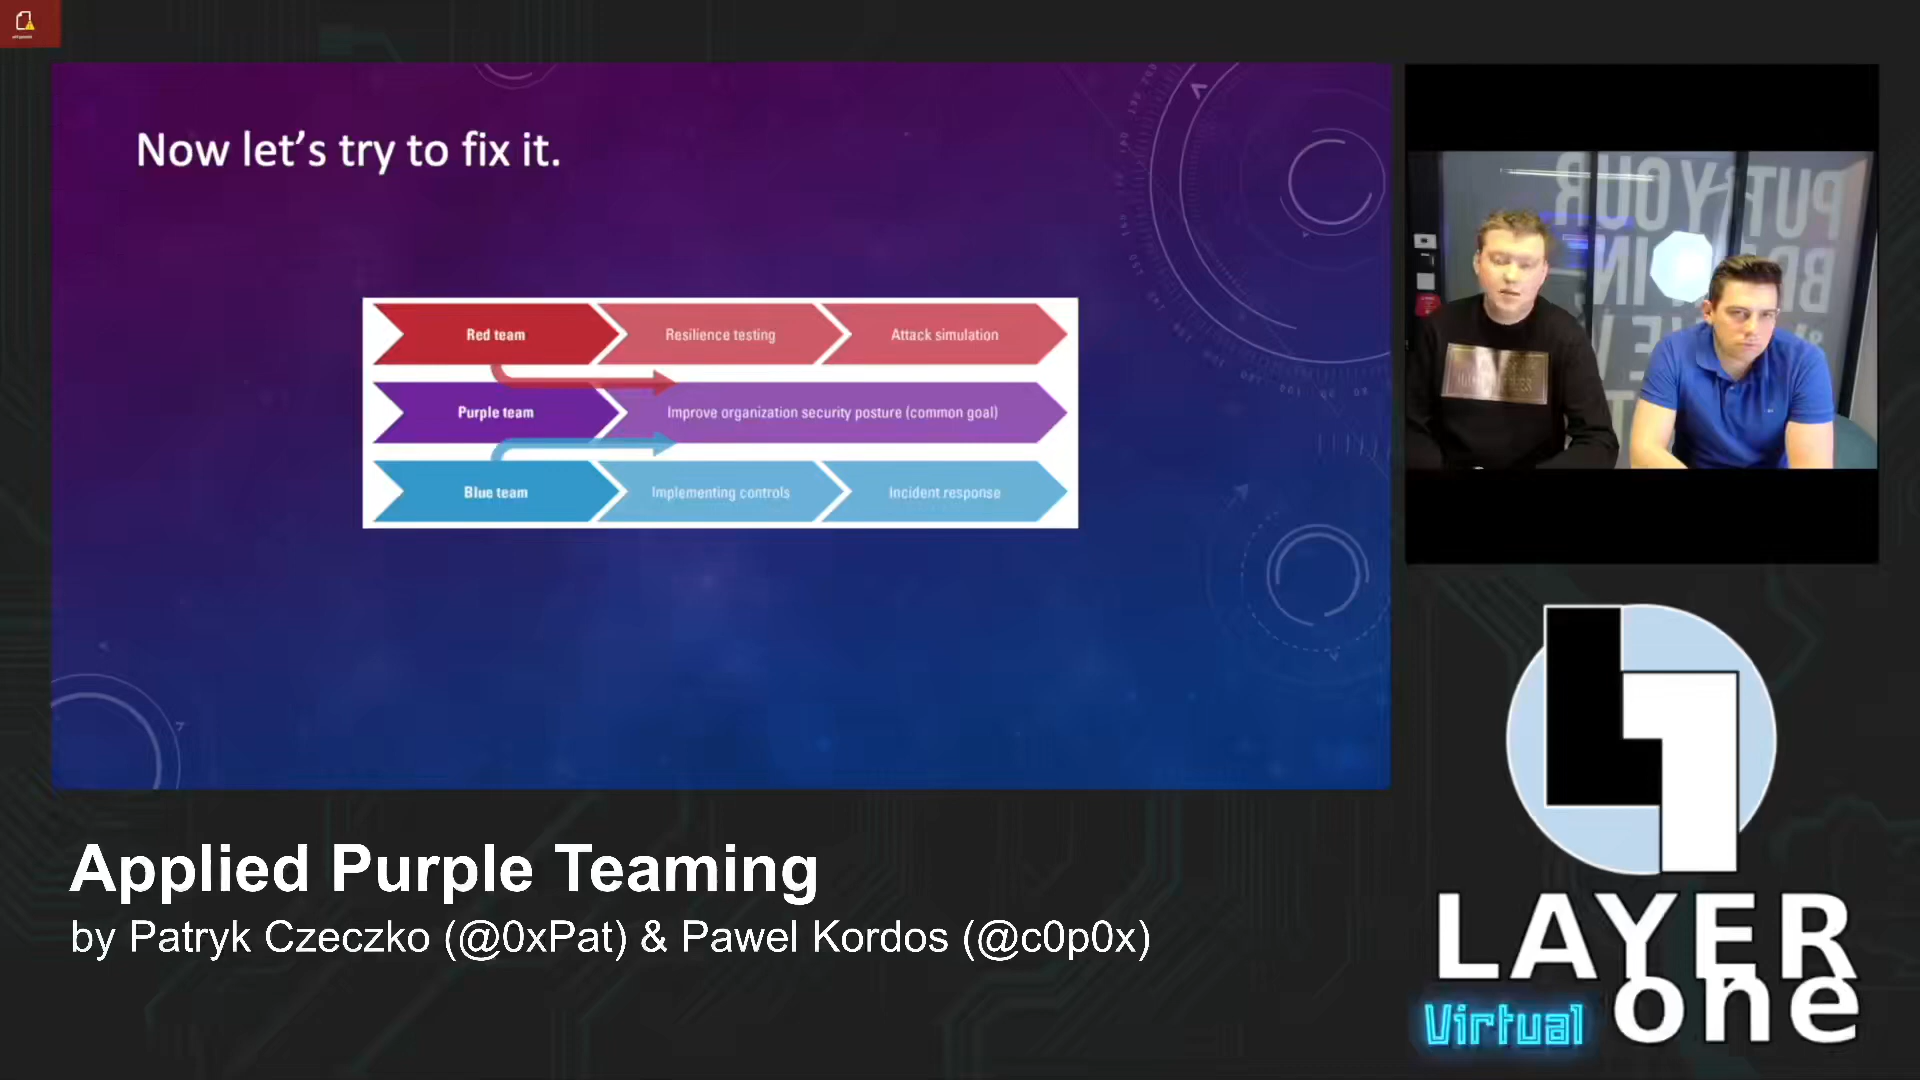 Now let's try to fix it.
Red team
Resilience testing
Attack simulation
Purple team
Improve organization security posture (common goal)
Blue team
Implementing controls
Incident response
PUT YOUR
Applied Purple Teaming
by Patryk Czeczko (@0xPat) & Pawel Kordos (@c0p0x)
LAYER
one
Virtual